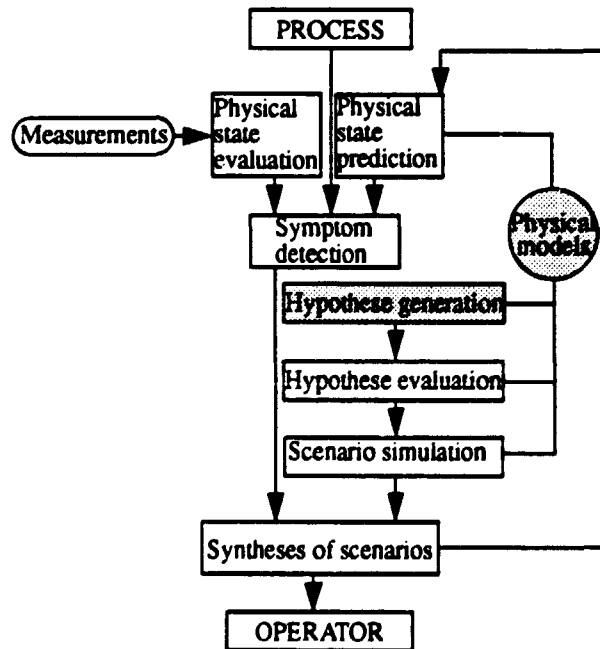 PROCESS
Measurements
Physical
state
evaluation
Physical
state
prediction
Physical
models
Symptom
detection
Hypothese generation
Hypothese evaluation
Scenario simulation
Syntheses of scenarios
OPERATOR